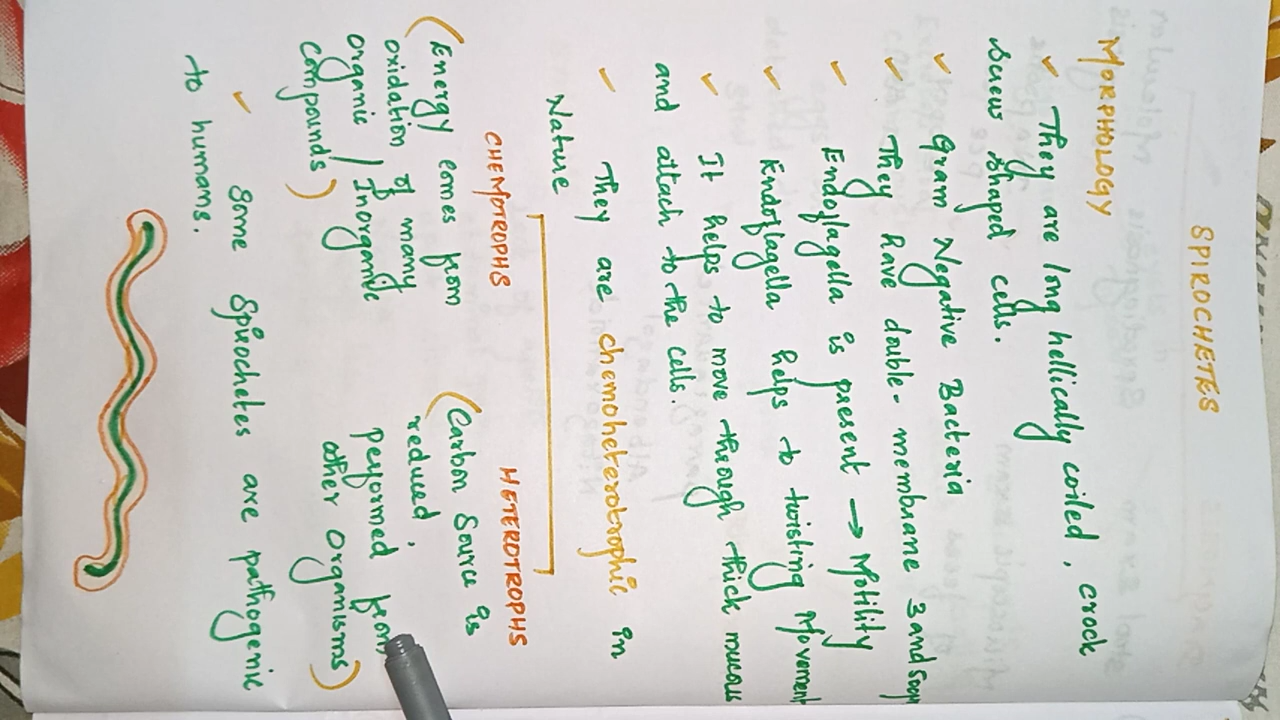 SPIROCHETES
MORPHOLOGY
✓ They are long hellically coiled, crock
screw shaped cells.
✓ Gram Negative Bacteria
✓ They have double-membrane
✓ Endoflagella is present → Motility
✓ Endoflagella helps to twisting Movement
✓ It helps to move through thick mucous
and attach to the cells.
✓ They are chemoheterotrophic in
Nature
CHEMOTROPHS
(Energy comes from
oxidation of many
organic / Inorganic
compounds)
HETEROTROPHS
(Carbon Source is
reduced,
performed from
other organisms)
✓ Some Spirochetes are pathogenic
to humans.